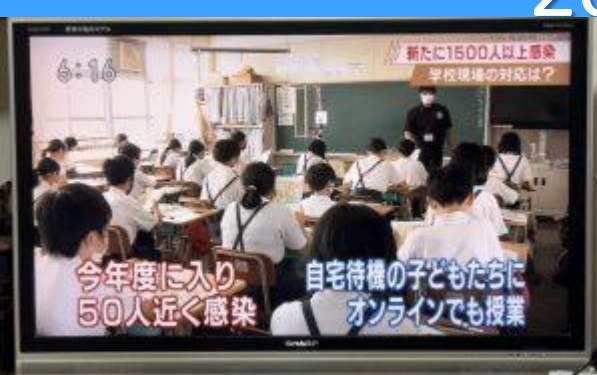 20
6:16
新たに1500人以上感染
学校現場の対応は?
今年度に入り
50人近く感染
自宅待機の子どもたちに
オンラインでも授業
SHARP